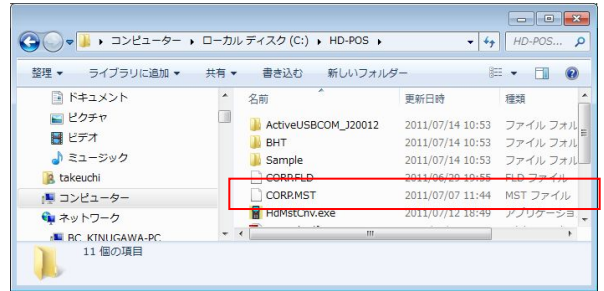 コンピューター ▸ ローカル ディスク (C:) ▸ HD-POS ▸
HD-POS...
整理 ▼ ライブラリに追加 ▼ 共有 ▼ 書き込む 新しいフォルダー
名前 更新日時 種類
ドキュメント
ピクチャ
ビデオ
ミュージック
takeuchi
コンピューター
ネットワーク
BC_KINUGAWA-PC
ActiveUSBCOM_J20012 2011/07/14 10:53 ファイル フォル
BHT 2011/07/14 10:53 ファイル フォル
Sample 2011/07/14 10:53 ファイル フォル
CORP.FLD 2011/06/29 19:55 FLD ファイル
CORP.MST 2011/07/07 11:44 MST ファイル
HdMstCnv.exe 2011/07/12 18:49 アプリケーショ
11 個の項目